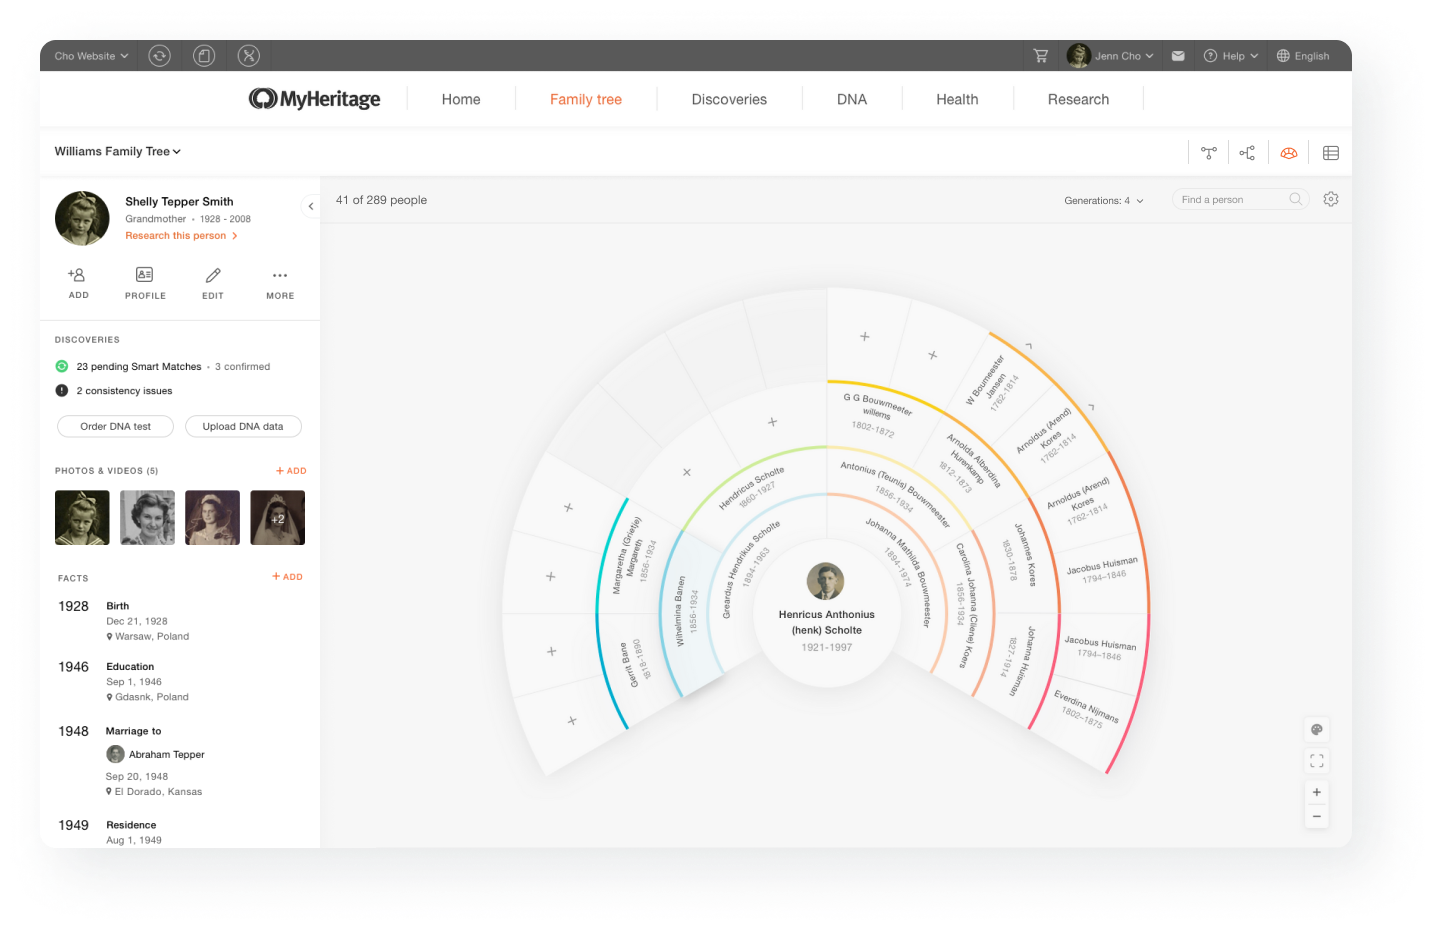 Cho Website
Jenn Cho
Help
English
MyHeritage
Home
Family tree
Discoveries
DNA
Health
Research
Williams Family Tree
Shelly Tepper Smith
Grandmother • 1928 - 2008
Research this person
ADD
PROFILE
EDIT
MORE
DISCOVERIES
23 pending Smart Matches • 3 confirmed
2 consistency issues
Order DNA test
Upload DNA data
PHOTOS & VIDEOS (5)
+ ADD
+2
FACTS
+ ADD
1928 Birth
Dec 21, 1928
Warsaw, Poland
1946 Education
Sep 1, 1946
Gdasnk, Poland
1948 Marriage to
Abraham Tepper
Sep 20, 1948
El Dorado, Kansas
1949 Residence
Aug 1, 1949
41 of 289 people
Generations: 4
Find a person
W Boumeester
Jansen
1762-1814
G G Bouwmeeter
willems
1802-1872
Arnoldus (Arend)
Kores
1762-1814
Arnolda Alberdina
Hurenkamp
1812-1873
Hendricus Scholte
1860-1927
Antonius (Teunis) Bouwmeester
1856-1934
Arnoldus (Arend)
Kores
1762-1814
Margaretha (Grietje)
Margareth
1856-1934
Greardus Hendrikus Scholte
1894-1963
Johanna Mathilda Bouwmeester
1894-1974
Johannes Kores
1830-1878
Jacobus Huisman
1794-1846
Wilhelmina Banen
1856-1934
Carolina Johanna (Cilene) Koers
1856-1934
Gerrit Bane
1818-1890
Henricus Anthonius
(henk) Scholte
1921-1997
Johanna Huisman
1827-1914
Jacobus Huisman
1794-1846
Everdina Nijmans
1802-1875